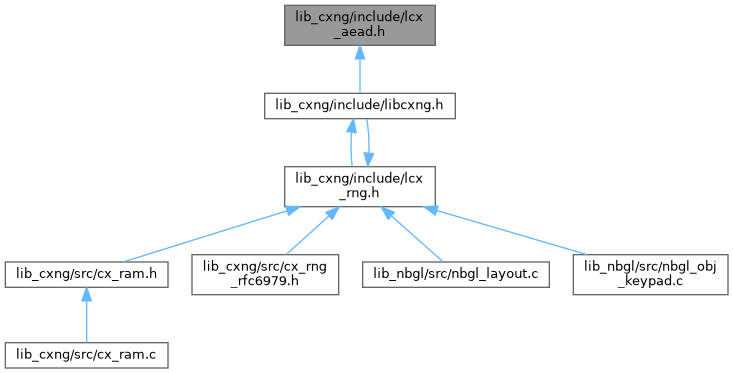 lib_cxng/include/lcx
_aead.h
lib_cxng/include/libcxng.h
lib_cxng/include/lcx
_rng.h
lib_cxng/src/cx_ram.h
lib_cxng/src/cx_rng
_rfc6979.h
lib_nbgl/src/nbgl_layout.c
lib_nbgl/src/nbgl_obj
_keypad.c
lib_cxng/src/cx_ram.c